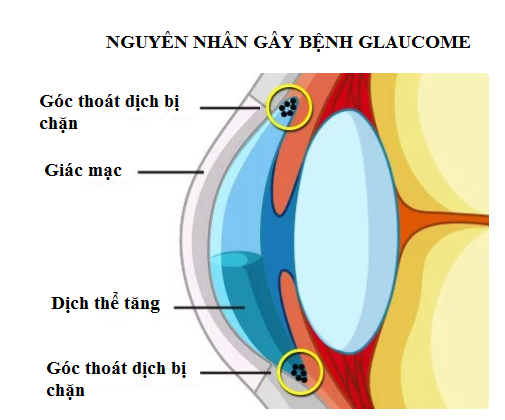 NGUYÊN NHÂN GÂY BỆNH GLAUCOME
Góc thoát dịch bị
chặn
Giác mạc
Dịch thể tăng
Góc thoát dịch bị
chặn